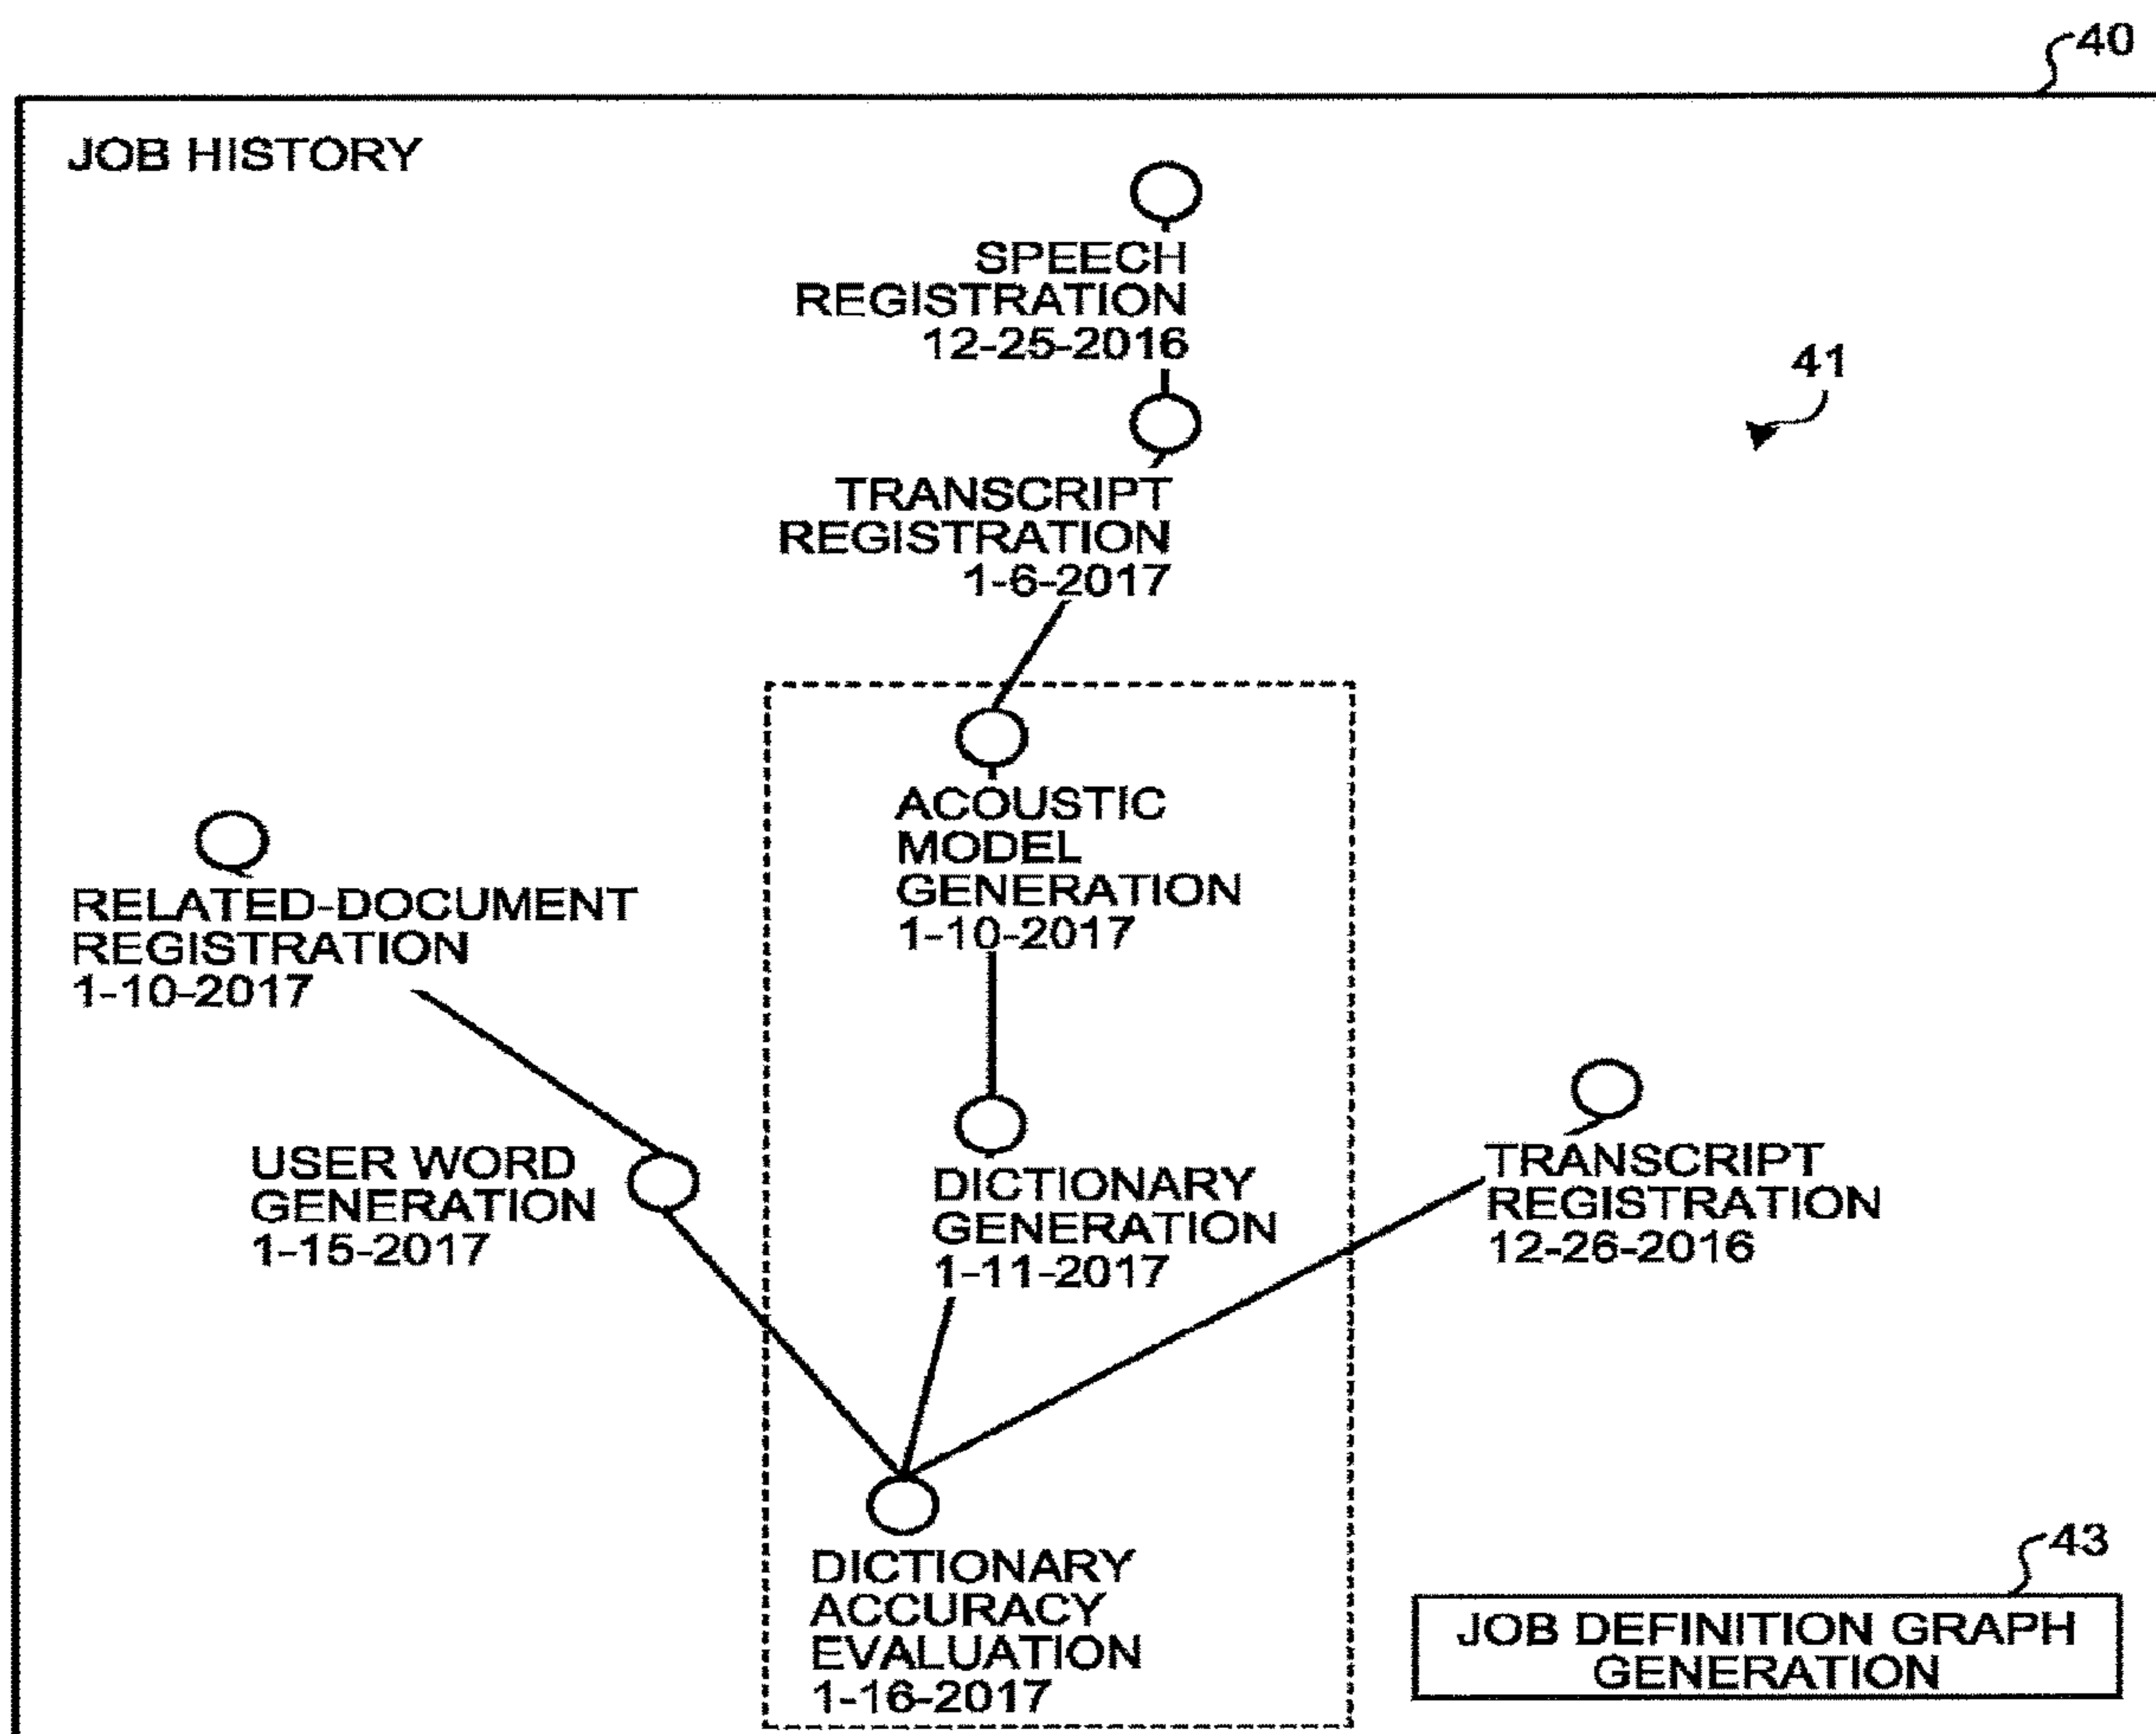 40
JOB HISTORY
SPEECH
REGISTRATION
12-25-2016
41
TRANSCRIPT
REGISTRATION
1-6-2017
ACOUSTIC
MODEL
GENERATION
1-10-2017
RELATED-DOCUMENT
REGISTRATION
1-10-2017
USER WORD
GENERATION
1-15-2017
DICTIONARY
GENERATION
1-11-2017
TRANSCRIPT
REGISTRATION
12-26-2016
DICTIONARY
ACCURACY
EVALUATION
1-16-2017
43
JOB DEFINITION GRAPH
GENERATION